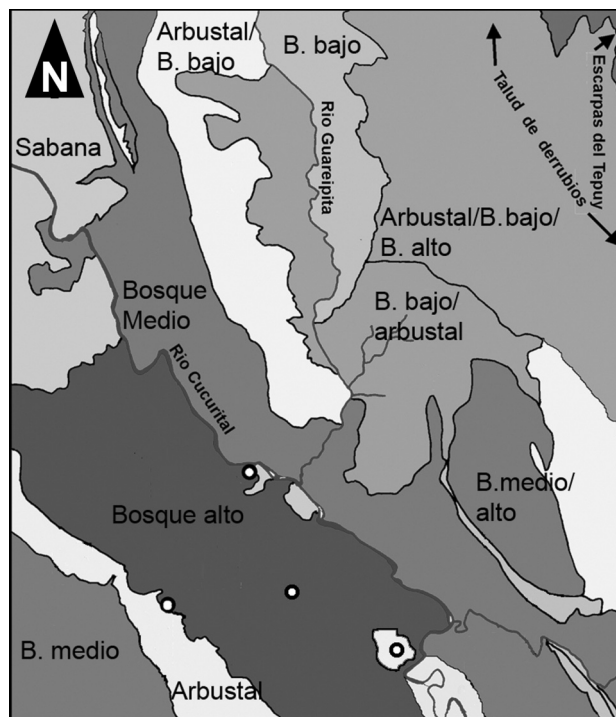 N
Arbustal/
B. bajo
B. bajo
Escarpas del Tepuy
Talud de derrubios
Sabana
Rio Guareipita
Arbustal/B.bajo/
B. alto
Bosque
Medio
B. bajo/
arbustal
Rio Cucurital
B.medio/
alto
Bosque alto
B. medio
Arbustal